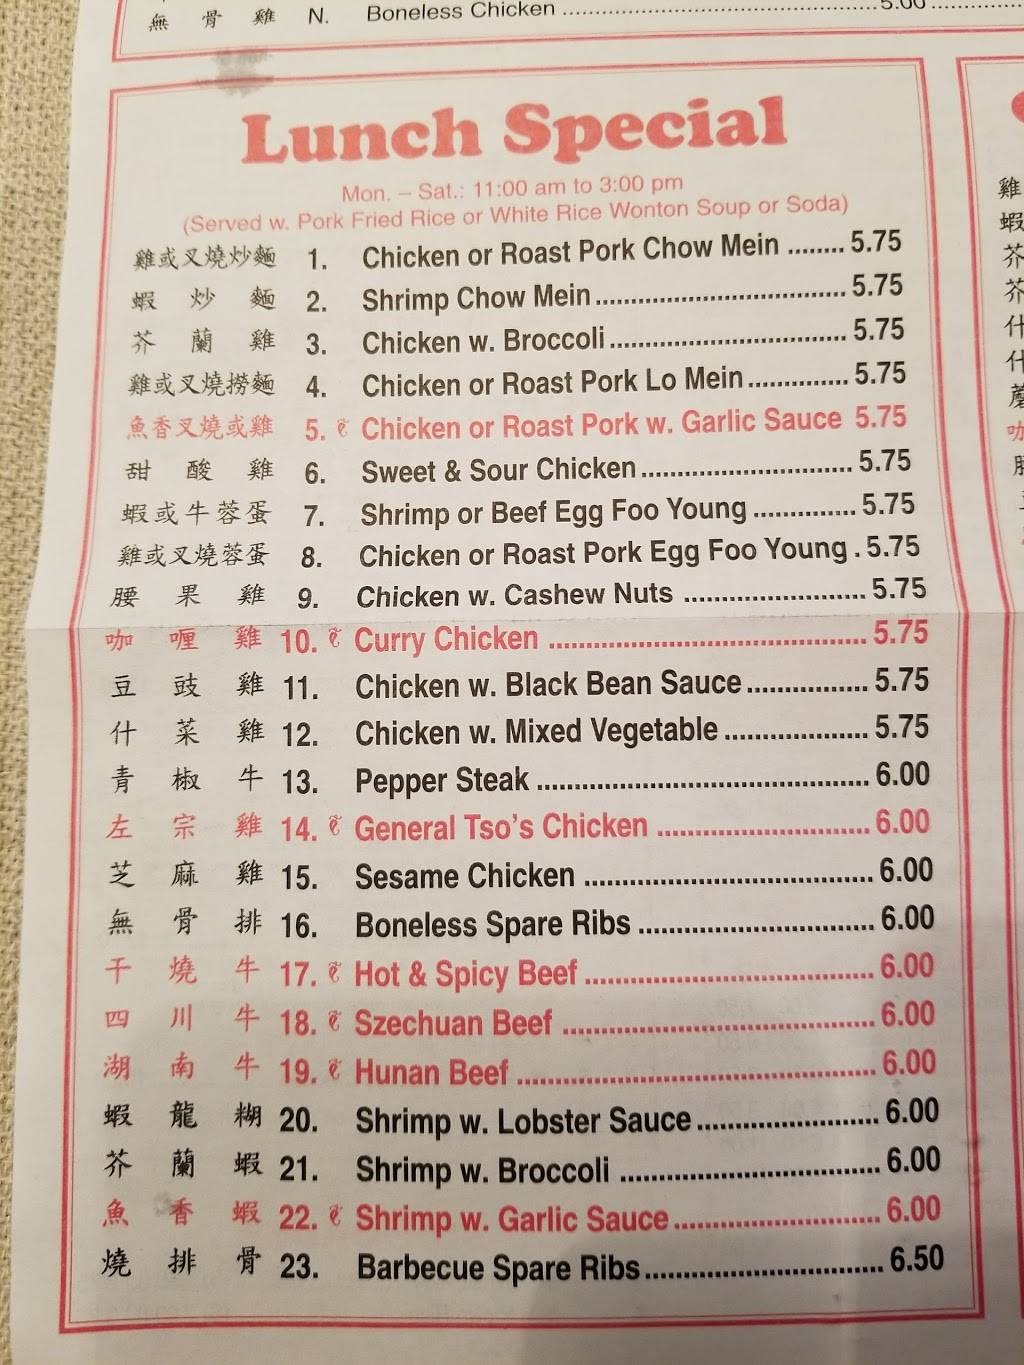 無骨雞 N. Boneless Chicken 5.00
Lunch Special
Mon. – Sat.: 11:00 am to 3:00 pm
(Served w. Pork Fried Rice or White Rice Wonton Soup or Soda)
雞或叉燒炒麵 1. Chicken or Roast Pork Chow Mein ........ 5.75
蝦炒麵 2. Shrimp Chow Mein ................................... 5.75
芥蘭雞 3. Chicken w. Broccoli ................................. 5.75
雞或叉燒撈麵 4. Chicken or Roast Pork Lo Mein .............. 5.75
魚香叉燒或雞 5. Chicken or Roast Pork w. Garlic Sauce 5.75
甜酸雞 6. Sweet & Sour Chicken ............................. 5.75
蝦或牛蓉蛋 7. Shrimp or Beef Egg Foo Young .............. 5.75
雞或叉燒蓉蛋 8. Chicken or Roast Pork Egg Foo Young . 5.75
腰果雞 9. Chicken w. Cashew Nuts ......................... 5.75
咖喱雞 10. Curry Chicken ............................................ 5.75
豆豉雞 11. Chicken w. Black Bean Sauce ................. 5.75
什菜雞 12. Chicken w. Mixed Vegetable .................... 5.75
青椒牛 13. Pepper Steak .............................................. 6.00
左宗雞 14. General Tso's Chicken .............................. 6.00
芝麻雞 15. Sesame Chicken ........................................ 6.00
無骨排 16. Boneless Spare Ribs ................................. 6.00
干燒牛 17. Hot & Spicy Beef ........................................ 6.00
四川牛 18. Szechuan Beef ........................................... 6.00
湖南牛 19. Hunan Beef .................................................. 6.00
蝦龍糊 20. Shrimp w. Lobster Sauce ......................... 6.00
芥蘭蝦 21. Shrimp w. Broccoli .................................... 6.00
魚香蝦 22. Shrimp w. Garlic Sauce ............................ 6.00
燒排骨 23. Barbecue Spare Ribs ................................. 6.50
雞
蝦
芥
芥
什
什
蘑